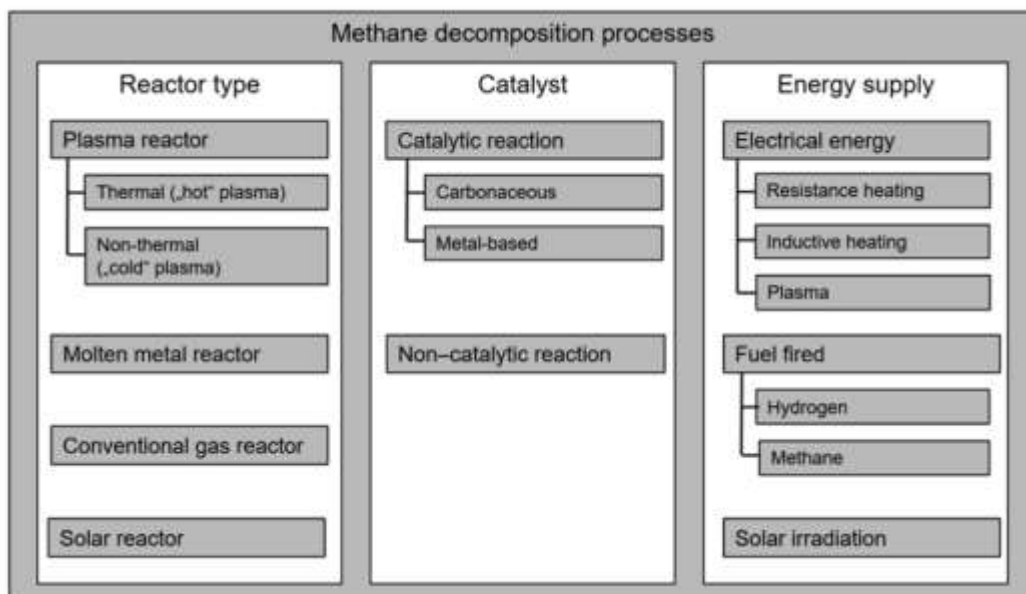 Methane decomposition processes
Reactor type
Plasma reactor
Thermal („hot“ plasma)
Non-thermal
(„cold“ plasma)
Molten metal reactor
Conventional gas reactor
Solar reactor
Catalyst
Catalytic reaction
Carbonaceous
Metal-based
Non–catalytic reaction
Energy supply
Electrical energy
Resistance heating
Inductive heating
Plasma
Fuel fired
Hydrogen
Methane
Solar irradiation